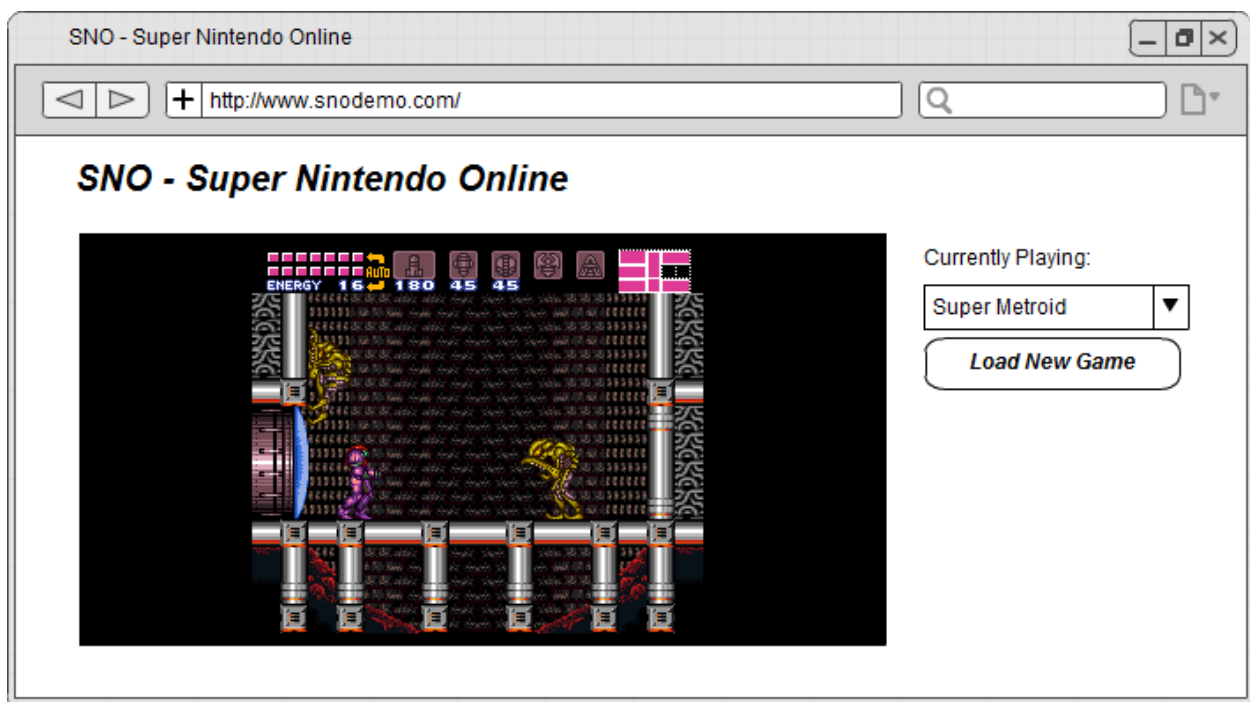 SNO - Super Nintendo Online
http://www.snodemo.com/
SNO - Super Nintendo Online
AUTO
ENERGY 16 180 45 45
Currently Playing:
Super Metroid
Load New Game